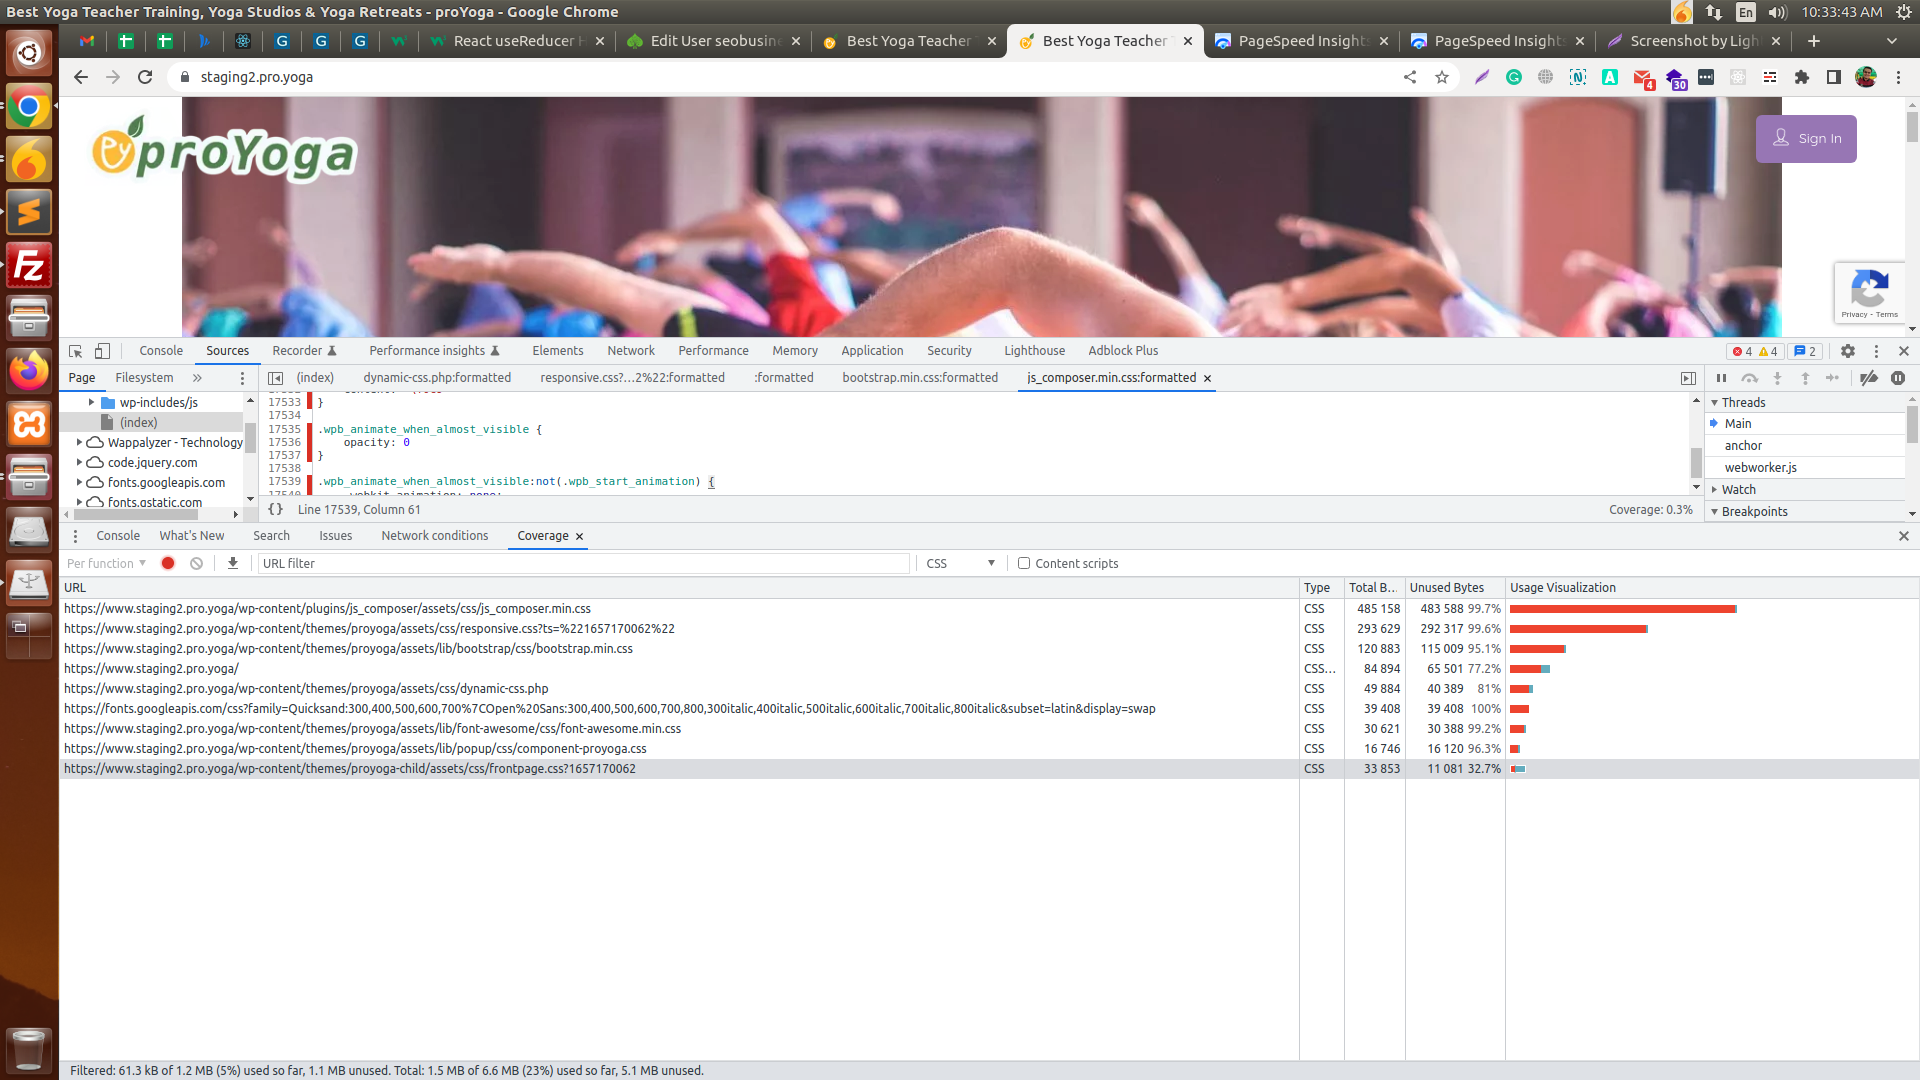 Best Yoga Teacher Training, Yoga Studios & Yoga Retreats - proYoga - Google Chrome
En
10:33:43 AM
React useReducer H
Edit User seobusine
Best Yoga Teacher
Best Yoga Teacher
PageSpeed Insights
PageSpeed Insights
Screenshot by Ligh
staging2.pro.yoga
4
30
Py proYoga
Sign In
Privacy - Terms
Console
Sources
Recorder
Performance insights
Elements
Network
Performance
Memory
Application
Security
Lighthouse
Adblock Plus
4
4
2
Page
Filesystem
(index)
dynamic-css.php:formatted
responsive.css?...2%22:formatted
:formatted
bootstrap.min.css:formatted
js_composer.min.css:formatted
wp-includes/js
(index)
Wappalyzer - Technology
code.jquery.com
fonts.googleapis.com
fonts.gstatic.com
17533 }
17534
17535 .wpb_animate_when_almost_visible {
17536 opacity: 0
17537 }
17538
17539 .wpb_animate_when_almost_visible:not(.wpb_start_animation) {
{} Line 17539, Column 61
Coverage: 0.3%
Threads
Main
anchor
webworker.js
Watch
Breakpoints
Console
What's New
Search
Issues
Network conditions
Coverage
Per function
URL filter
CSS
Content scripts
URL Type Total B... Unused Bytes Usage Visualization
https://www.staging2.pro.yoga/wp-content/plugins/js_composer/assets/css/js_composer.min.css CSS 485 158 483 588 99.7%
https://www.staging2.pro.yoga/wp-content/themes/proyoga/assets/css/responsive.css?ts=%221657170062%22 CSS 293 629 292 317 99.6%
https://www.staging2.pro.yoga/wp-content/themes/proyoga/assets/lib/bootstrap/css/bootstrap.min.css CSS 120 883 115 009 95.1%
https://www.staging2.pro.yoga/ CSS... 84 894 65 501 77.2%
https://www.staging2.pro.yoga/wp-content/themes/proyoga/assets/css/dynamic-css.php CSS 49 884 40 389 81%
https://fonts.googleapis.com/css?family=Quicksand:300,400,500,600,700%7COpen%20Sans:300,400,500,600,700,800,300italic,400italic,500italic,600italic,700italic,800italic&subset=latin&display=swap CSS 39 408 39 408 100%
https://www.staging2.pro.yoga/wp-content/themes/proyoga/assets/lib/font-awesome/css/font-awesome.min.css CSS 30 621 30 388 99.2%
https://www.staging2.pro.yoga/wp-content/themes/proyoga/assets/lib/popup/css/component-proyoga.css CSS 16 746 16 120 96.3%
https://www.staging2.pro.yoga/wp-content/themes/proyoga-child/assets/css/frontpage.css?1657170062 CSS 33 853 11 081 32.7%
Filtered: 61.3 kB of 1.2 MB (5%) used so far, 1.1 MB unused. Total: 1.5 MB of 6.6 MB (23%) used so far, 5.1 MB unused.